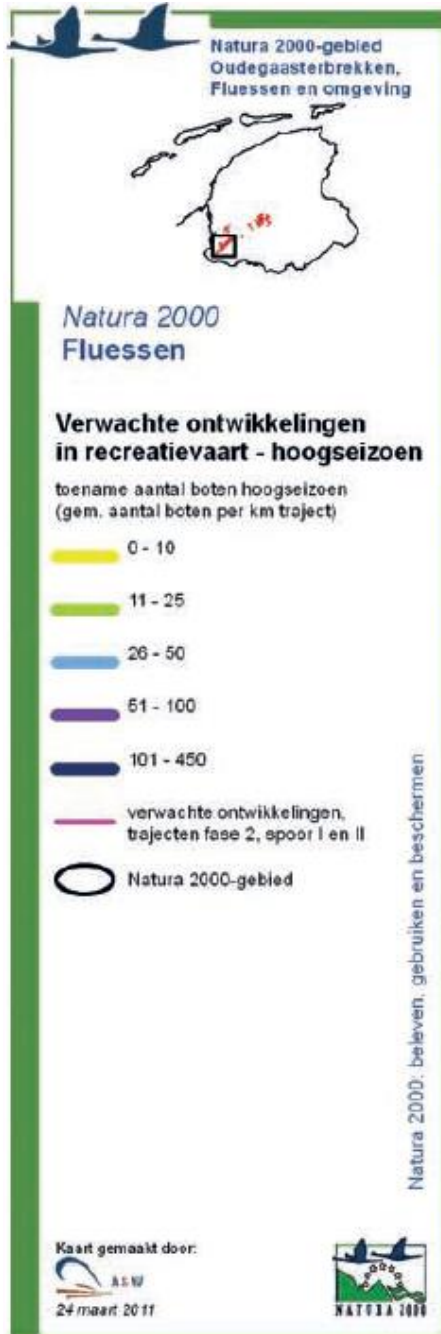 Natura 2000-gebied
Oudegaasterbrekken,
Fluessen en omgeving
Natura 2000
Fluessen
Verwachte ontwikkelingen
in recreatievaart - hoogseizoen
toename aantal boten hoogseizoen
(gem. aantal boten per km traject)
0 - 10
11 - 25
26 - 50
51 - 100
101 - 450
verwachte ontwikkelingen,
trajecten fase 2, spoor I en II
Natura 2000-gebied
Natura 2000: beleven, gebruiken en beschermen
Kaart gemaakt door:
A&W
24 maart 2011
NATURA 2000